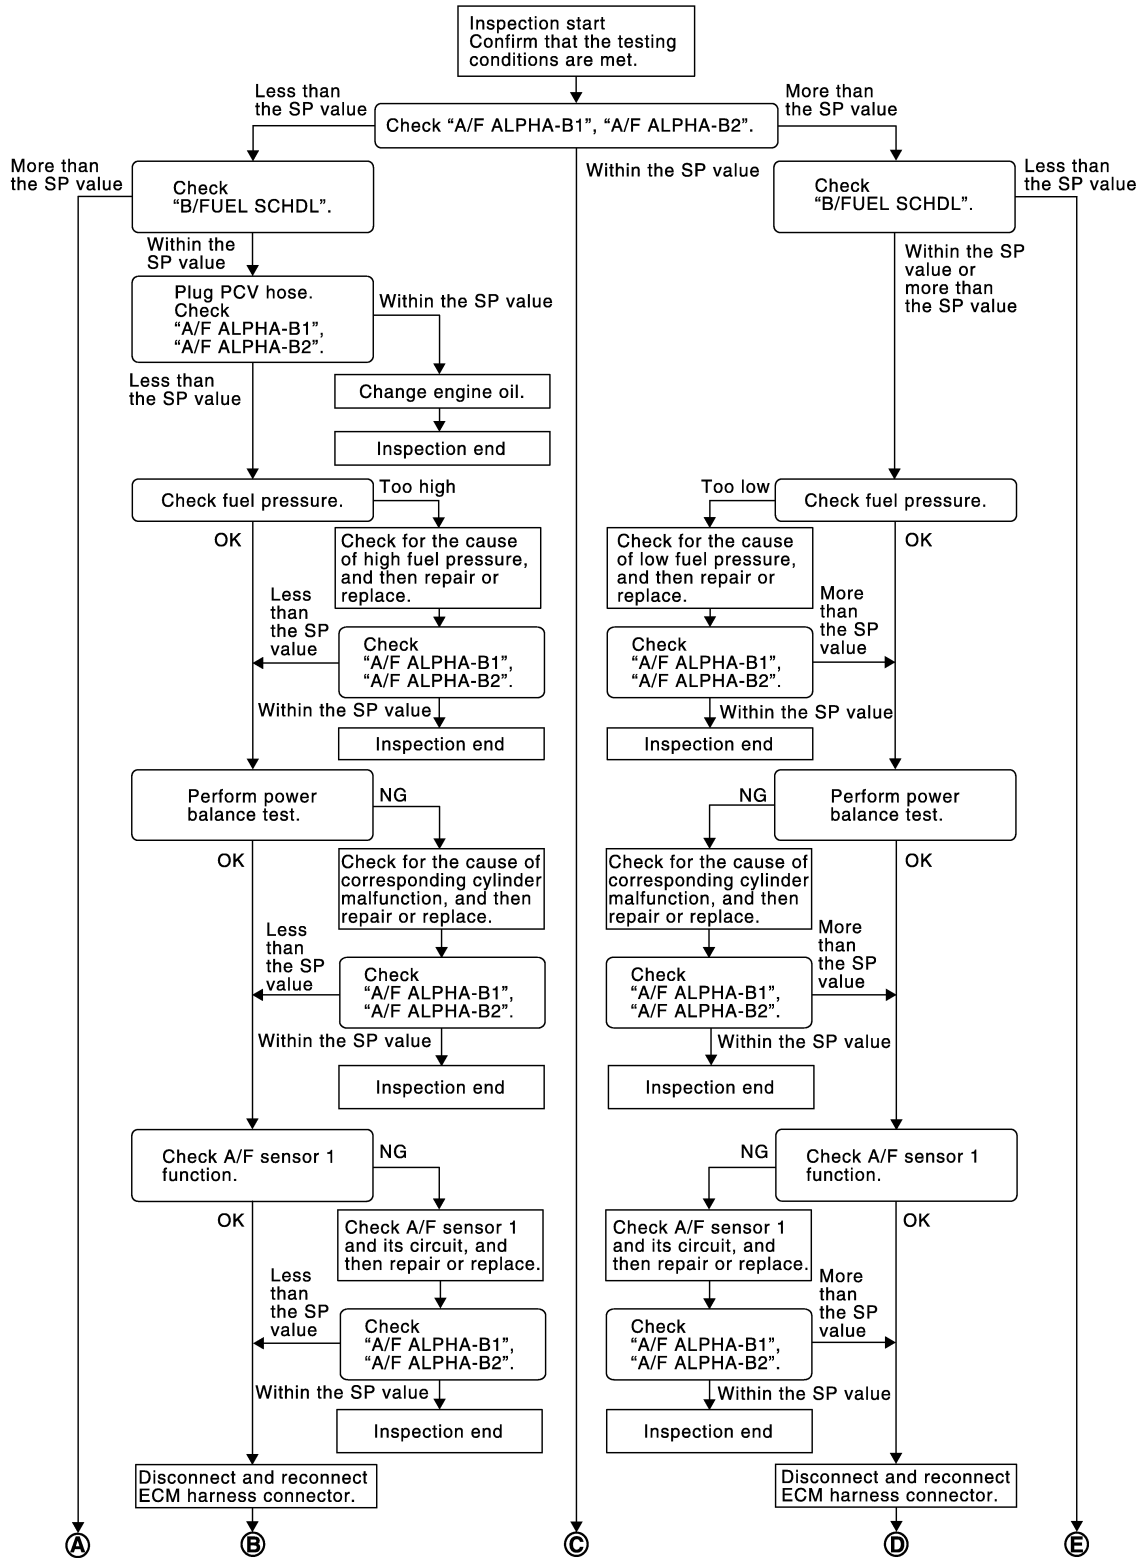 Inspection start
Confirm that the testing
conditions are met.
Less than
the SP value
More than
the SP value
Check “A/F ALPHA-B1”, “A/F ALPHA-B2”.
More than
the SP value
Check
“B/FUEL SCHDL”.
Within the SP value
Check
“B/FUEL SCHDL”.
Less than
the SP value
Within the
SP value
Within the SP
value or
more than
the SP value
Plug PCV hose.
Check
“A/F ALPHA-B1”,
“A/F ALPHA-B2”.
Within the SP value
Less than
the SP value
Change engine oil.
Inspection end
Check fuel pressure.
Too high
Too low
Check fuel pressure.
OK
Check for the cause
of high fuel pressure,
and then repair or
replace.
Check for the cause
of low fuel pressure,
and then repair or
replace.
OK
Less
than
the SP
value
Check
“A/F ALPHA-B1”,
“A/F ALPHA-B2”.
Check
“A/F ALPHA-B1”,
“A/F ALPHA-B2”.
More
than
the SP
value
Within the SP value
Within the SP value
Inspection end
Inspection end
Perform power
balance test.
NG
NG
Perform power
balance test.
OK
Check for the cause of
corresponding cylinder
malfunction, and then
repair or replace.
Check for the cause of
corresponding cylinder
malfunction, and then
repair or replace.
OK
Less
than
the SP
value
Check
“A/F ALPHA-B1”,
“A/F ALPHA-B2”.
Check
“A/F ALPHA-B1”,
“A/F ALPHA-B2”.
More
than
the SP
value
Within the SP value
Within the SP value
Inspection end
Inspection end
Check A/F sensor 1
function.
NG
NG
Check A/F sensor 1
function.
OK
Check A/F sensor 1
and its circuit, and
then repair or replace.
Check A/F sensor 1
and its circuit, and
then repair or replace.
OK
Less
than
the SP
value
Check
“A/F ALPHA-B1”,
“A/F ALPHA-B2”.
Check
“A/F ALPHA-B1”,
“A/F ALPHA-B2”.
More
than
the SP
value
Within the SP value
Within the SP value
Inspection end
Inspection end
Disconnect and reconnect
ECM harness connector.
Disconnect and reconnect
ECM harness connector.
A
B
C
D
E